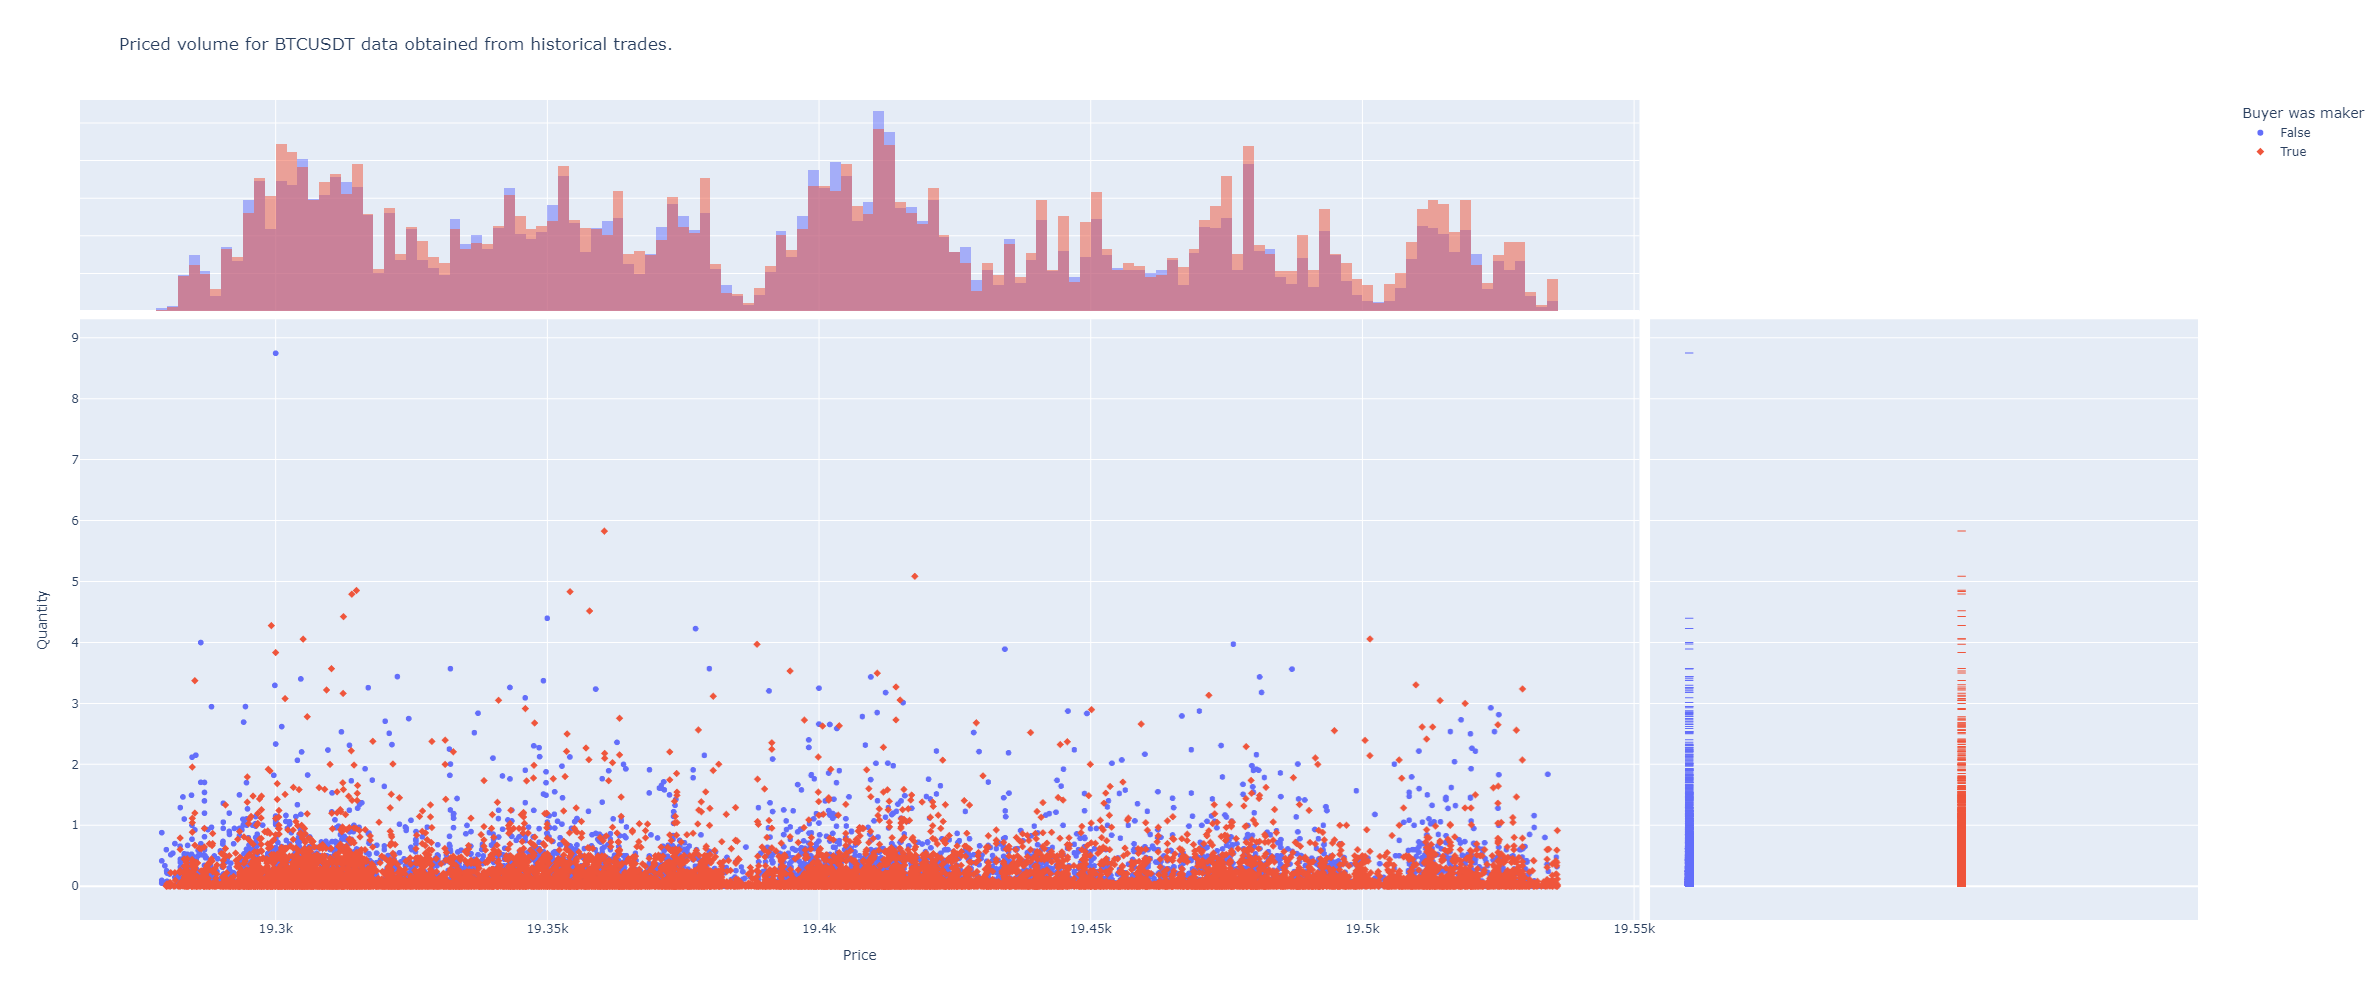 Priced volume for BTCUSDT data obtained from historical trades.
Buyer was maker
False
True
9
8
7
6
5
4
3
2
1
0
Quantity
19.3k 19.35k 19.4k 19.45k 19.5k 19.55k
Price